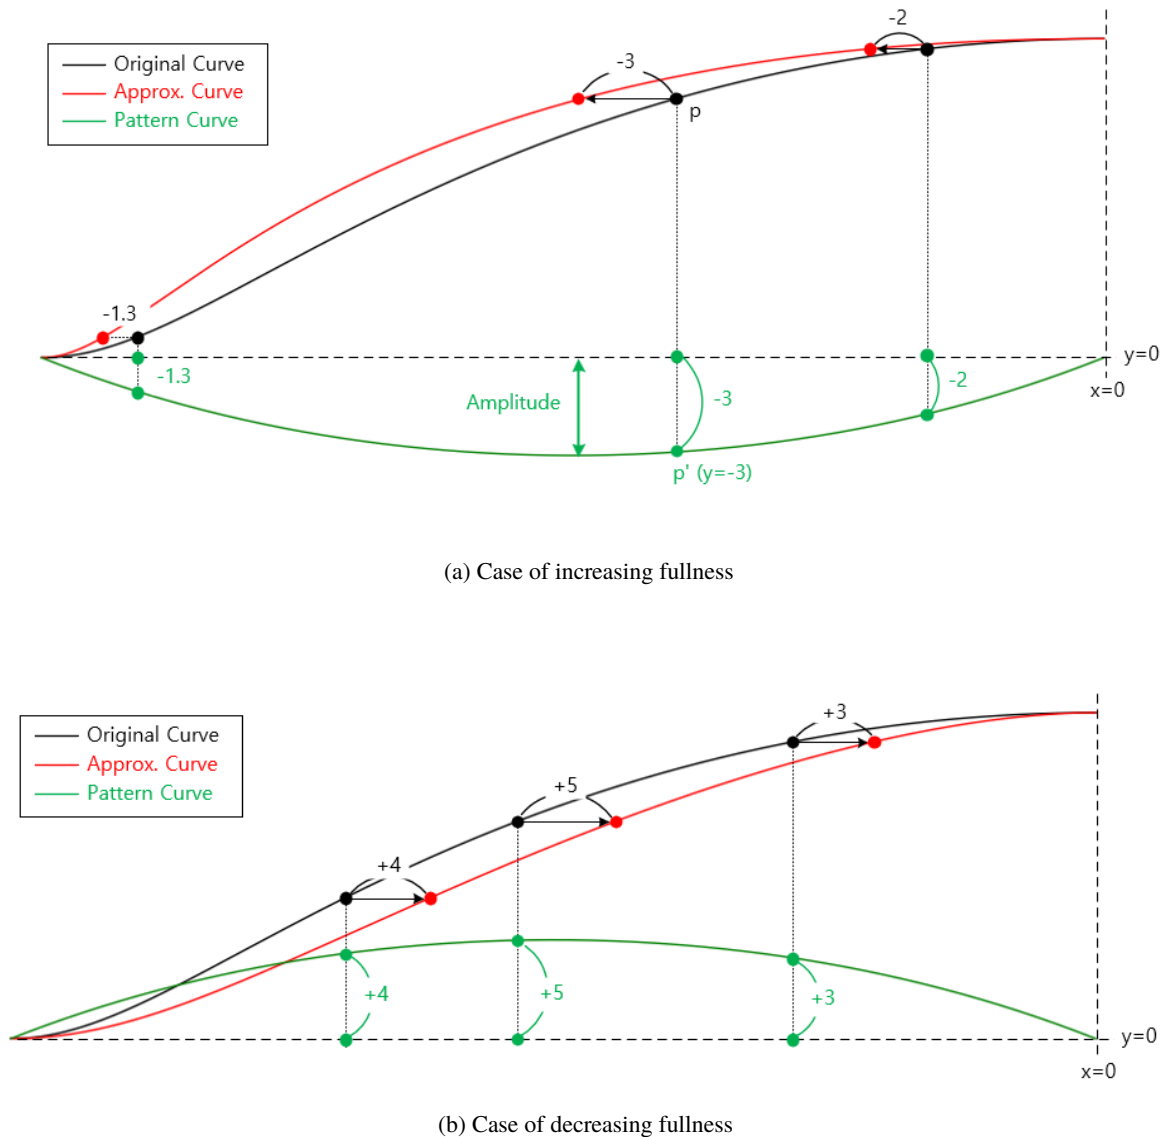 -2
Original Curve
Approx. Curve
Pattern Curve
-3
p
-1.3
y=0
x=0
-1.3
Amplitude
-3
-2
p' (y=-3)
(a) Case of increasing fullness
Original Curve
Approx. Curve
Pattern Curve
+3
+5
+4
+4
+5
+3
y=0
x=0
(b) Case of decreasing fullness